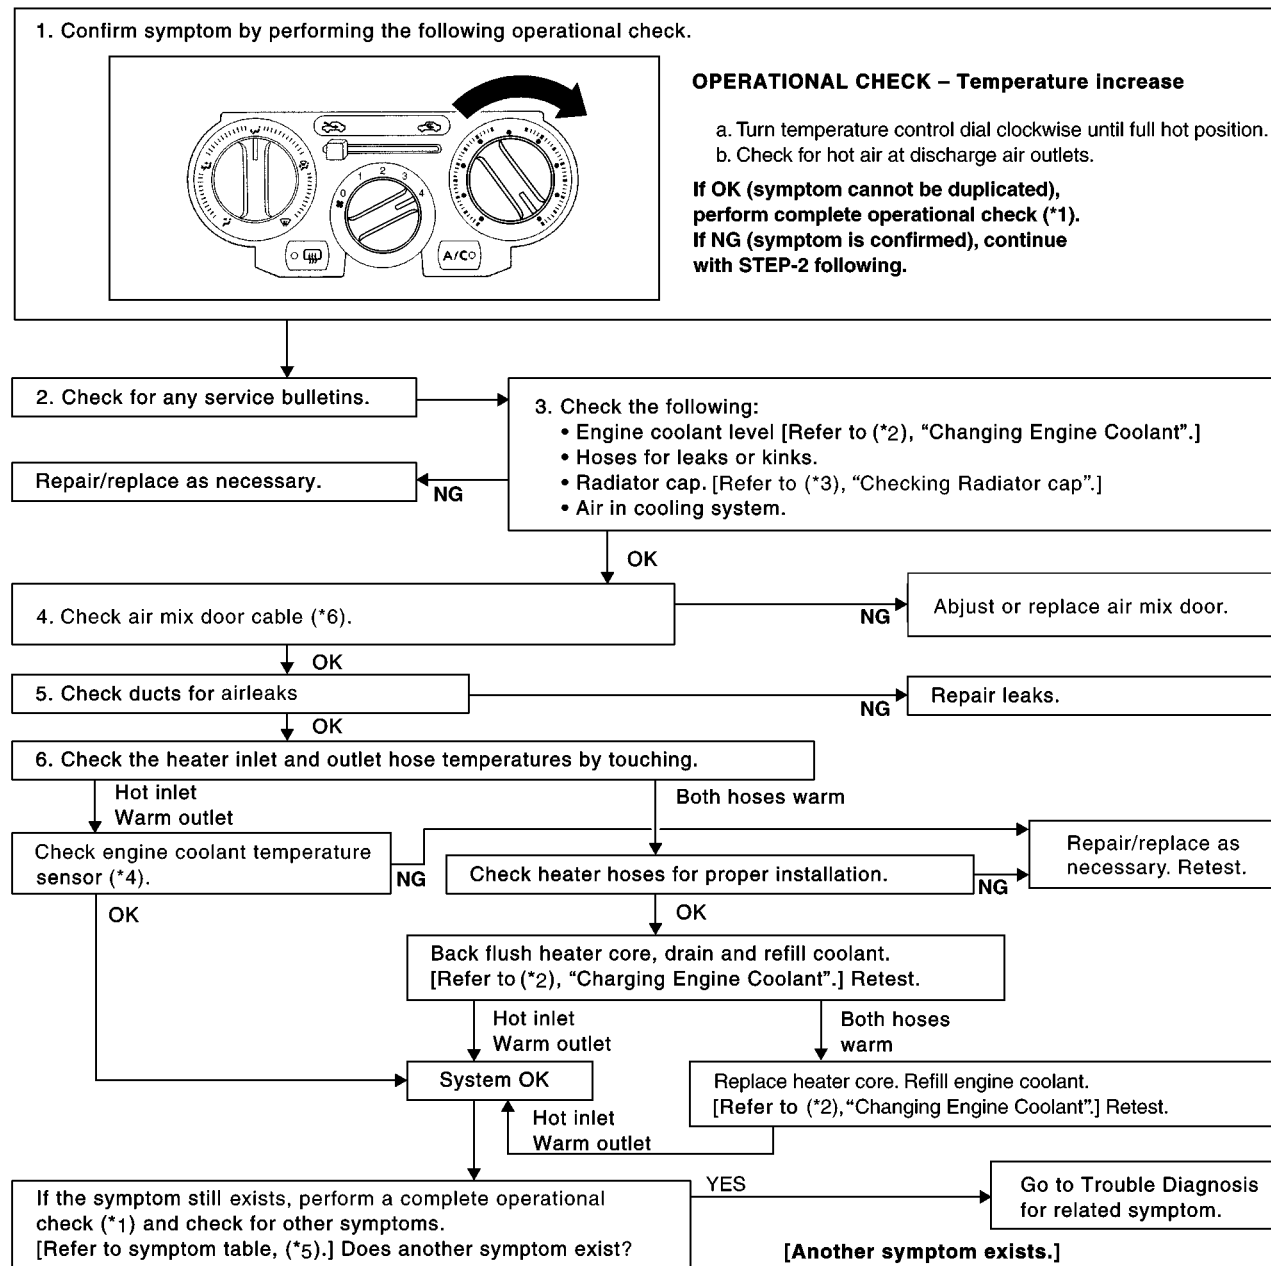 1. Confirm symptom by performing the following operational check.
0
1
2
3
4
A/C
OPERATIONAL CHECK – Temperature increase
a. Turn temperature control dial clockwise until full hot position.
b. Check for hot air at discharge air outlets.
If OK (symptom cannot be duplicated),
perform complete operational check (*1).
If NG (symptom is confirmed), continue
with STEP-2 following.
2. Check for any service bulletins.
3. Check the following:
• Engine coolant level [Refer to (*2), “Changing Engine Coolant”.]
• Hoses for leaks or kinks.
• Radiator cap. [Refer to (*3), “Checking Radiator cap”.]
• Air in cooling system.
NG
Repair/replace as necessary.
OK
4. Check air mix door cable (*6).
NG
Abjust or replace air mix door.
OK
5. Check ducts for airleaks
NG
Repair leaks.
OK
6. Check the heater inlet and outlet hose temperatures by touching.
Hot inlet
Warm outlet
Both hoses warm
Check engine coolant temperature
sensor (*4).
NG
Check heater hoses for proper installation.
NG
Repair/replace as
necessary. Retest.
OK
OK
Back flush heater core, drain and refill coolant.
[Refer to (*2), “Charging Engine Coolant”.] Retest.
Hot inlet
Warm outlet
Both hoses
warm
System OK
Replace heater core. Refill engine coolant.
[Refer to (*2),“Changing Engine Coolant”.] Retest.
Hot inlet
Warm outlet
If the symptom still exists, perform a complete operational
check (*1) and check for other symptoms.
[Refer to symptom table, (*5).] Does another symptom exist?
YES
Go to Trouble Diagnosis
for related symptom.
[Another symptom exists.]